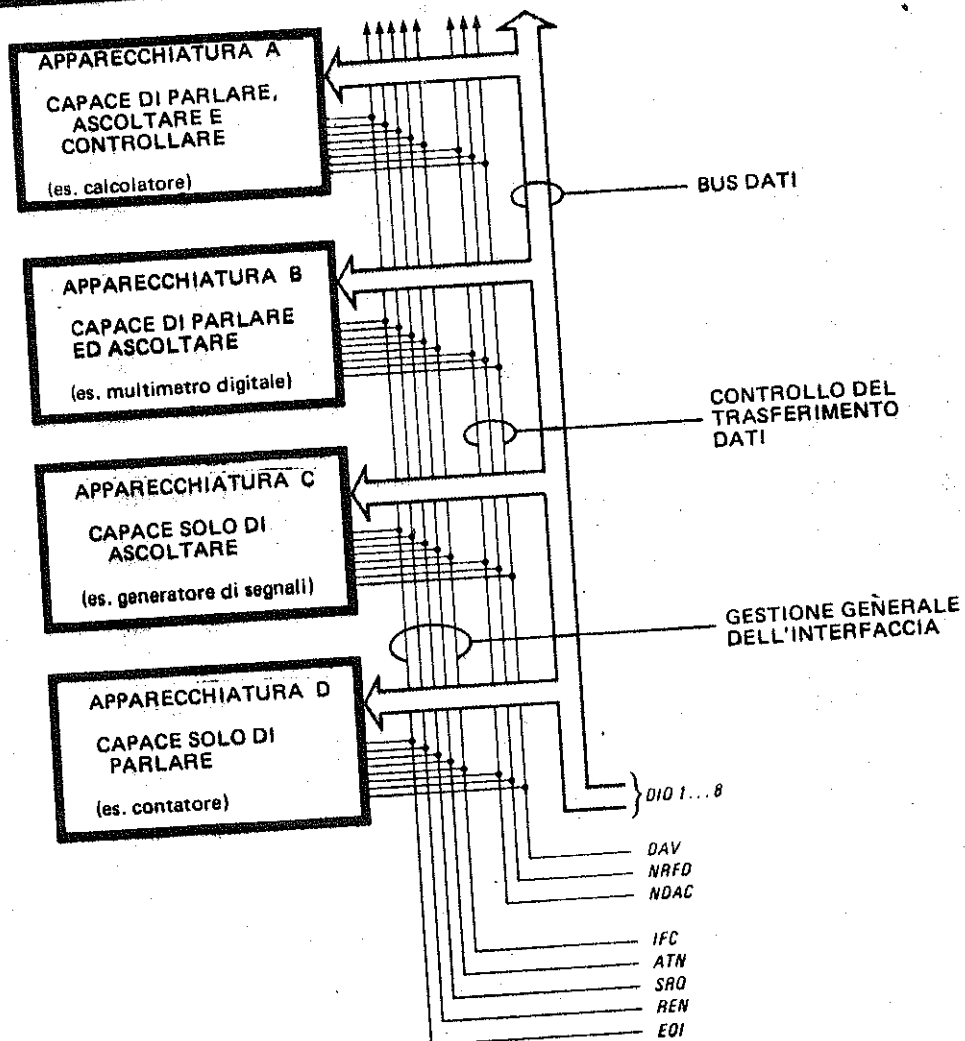 APPARECCHIATURA A
CAPACE DI PARLARE,
ASCOLTARE E
CONTROLLARE
(es. calcolatore)
BUS DATI
APPARECCHIATURA B
CAPACE DI PARLARE
ED ASCOLTARE
(es. multimetro digitale)
CONTROLLO DEL
TRASFERIMENTO
DATI
APPARECCHIATURA C
CAPACE SOLO DI
ASCOLTARE
(es. generatore di segnali)
GESTIONE GENERALE
DELL'INTERFACCIA
APPARECCHIATURA D
CAPACE SOLO DI
PARLARE
(es. contatore)
DIO 1...8
DAV
NRFD
NDAC
IFC
ATN
SRQ
REN
EOI